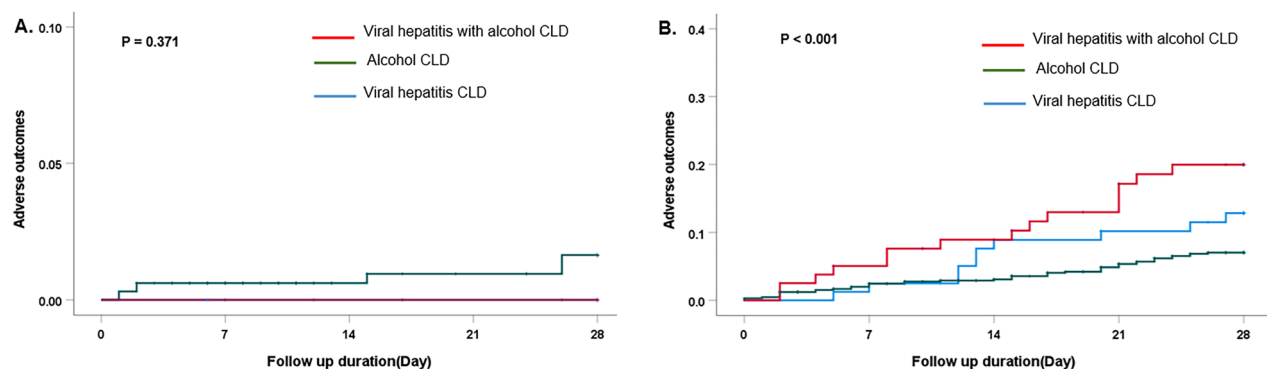 A.
P = 0.371
Viral hepatitis with alcohol CLD
Alcohol CLD
Viral hepatitis CLD
Adverse outcomes
0.10
0.05
0.00
0 7 14 21 28
Follow up duration(Day)
B.
P < 0.001
Viral hepatitis with alcohol CLD
Alcohol CLD
Viral hepatitis CLD
Adverse outcomes
0.4
0.3
0.2
0.1
0.0
0 7 14 21 28
Follow up duration(Day)